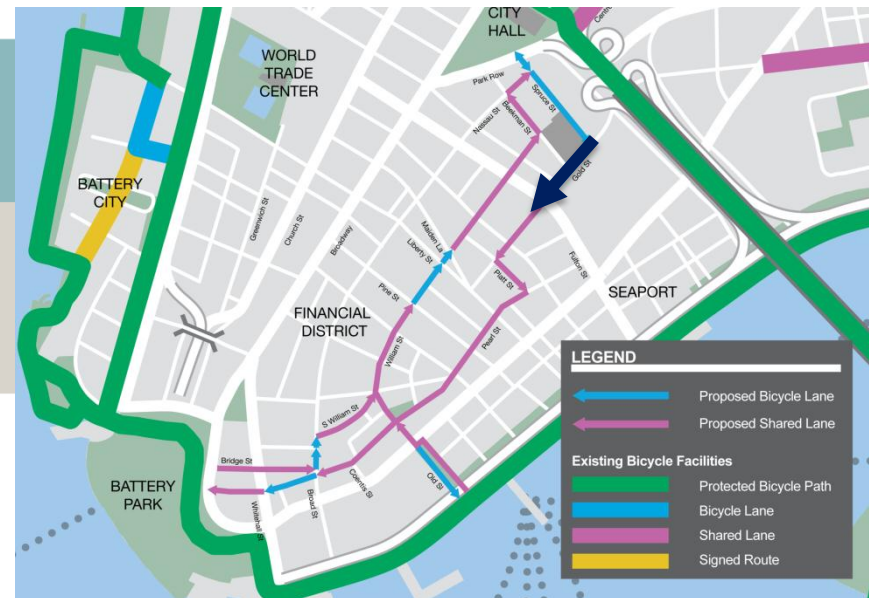 CITY
HALL
Centre
WORLD
TRADE
CENTER
Park Row
Spruce St
Beekman St
Nassau St
Gold St
BATTERY
CITY
Greenwich St
Church St
Broadway
Maiden La
Liberty St
Pine St
Platt St
Fulton St
SEAPORT
FINANCIAL
DISTRICT
William St
Pearl St
S William St
Bridge St
BATTERY
PARK
Whitehall St
Broad St
Coentis Sl
Old Sl
LEGEND
Proposed Bicycle Lane
Proposed Shared Lane
Existing Bicycle Facilities
Protected Bicycle Path
Bicycle Lane
Shared Lane
Signed Route